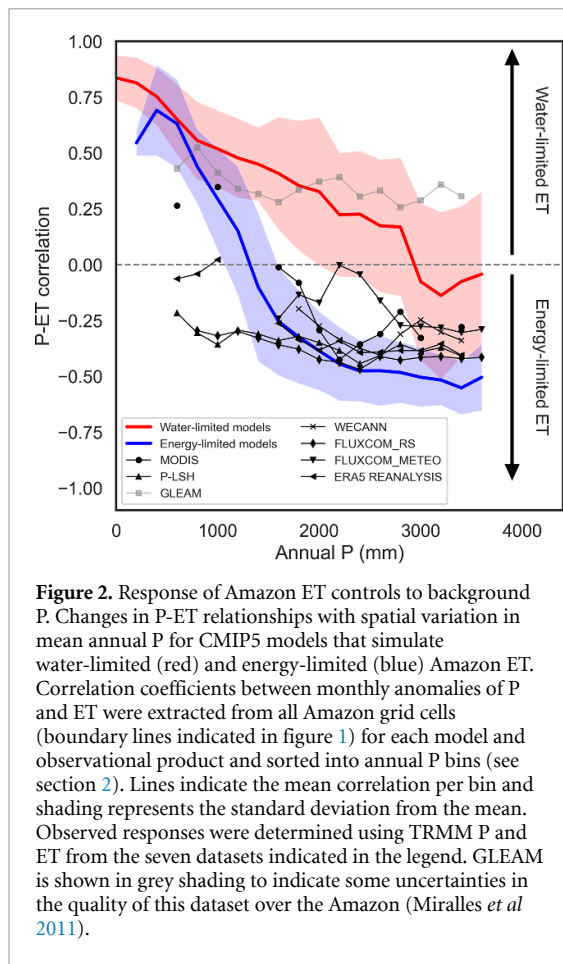 1.00
0.75
0.50
0.25
0.00
−0.25
−0.50
−0.75
−1.00
P-ET correlation
Water-limited ET
Energy-limited ET
Water-limited models
Energy-limited models
MODIS
P-LSH
GLEAM
WECANN
FLUXCOM_RS
FLUXCOM_METEO
ERA5 REANALYSIS
0 1000 2000 3000 4000
Annual P (mm)
Figure 2. Response of Amazon ET controls to background
P. Changes in P-ET relationships with spatial variation in
mean annual P for CMIP5 models that simulate
water-limited (red) and energy-limited (blue) Amazon ET.
Correlation coefficients between monthly anomalies of P
and ET were extracted from all Amazon grid cells
(boundary lines indicated in figure 1) for each model and
observational product and sorted into annual P bins (see
section 2). Lines indicate the mean correlation per bin and
shading represents the standard deviation from the mean.
Observed responses were determined using TRMM P and
ET from the seven datasets indicated in the legend. GLEAM
is shown in grey shading to indicate some uncertainties in
the quality of this dataset over the Amazon (Miralles et al
2011).